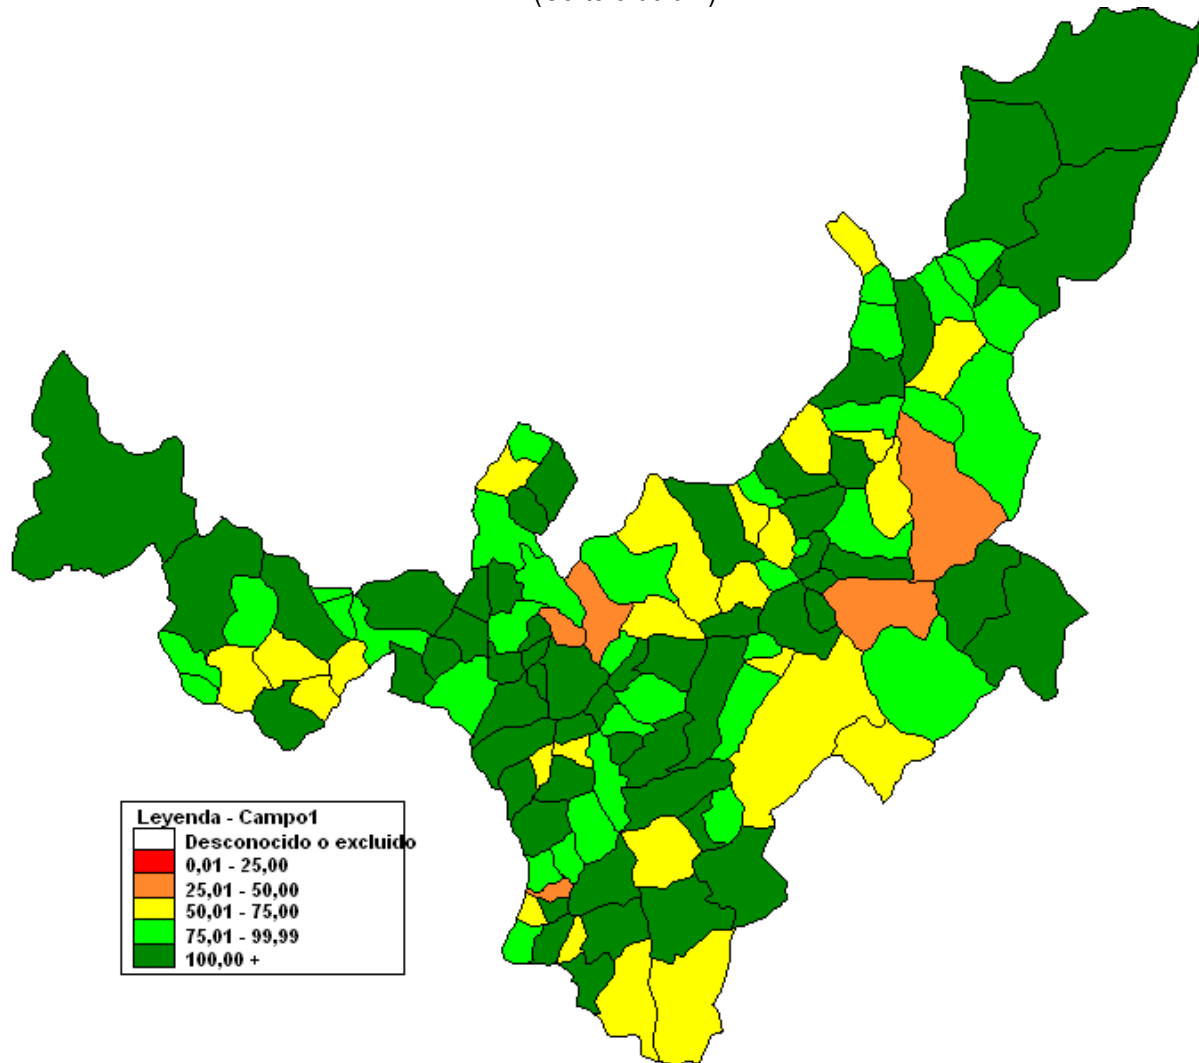 Leyenda - Campo1
Desconocido o excluido
0,01 - 25,00
25,01 - 50,00
50,01 - 75,00
75,01 - 99,99
100,00 +